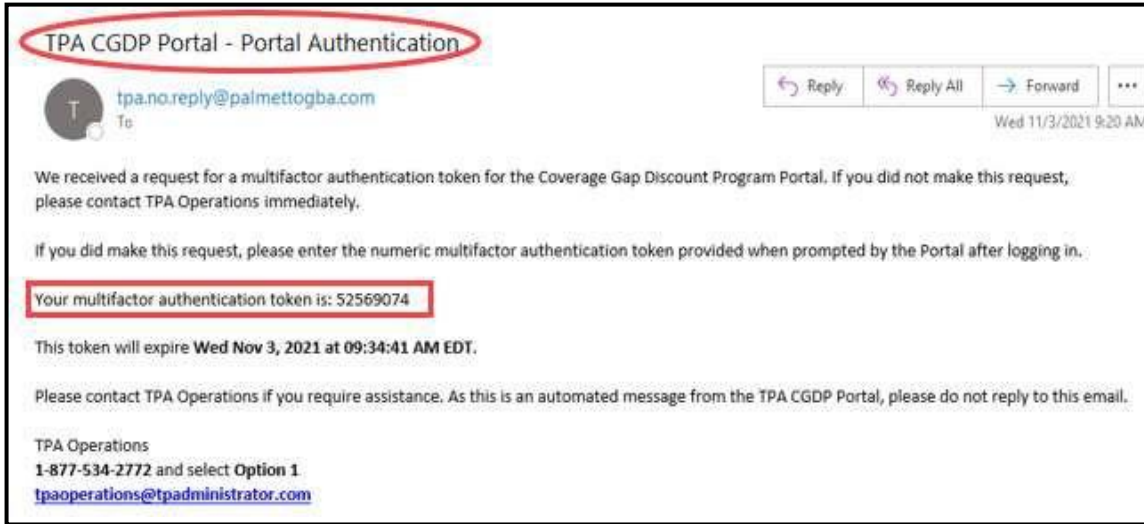 TPA CGDP Portal - Portal Authentication
T
tpa.no.reply@palmettogba.com
To
Reply
Reply All
Forward
Wed 11/3/2021 9:20 AM
We received a request for a multifactor authentication token for the Coverage Gap Discount Program Portal. If you did not make this request,
please contact TPA Operations immediately.
If you did make this request, please enter the numeric multifactor authentication token provided when prompted by the Portal after logging in.
Your multifactor authentication token is: 52569074
This token will expire Wed Nov 3, 2021 at 09:34:41 AM EDT.
Please contact TPA Operations if you require assistance. As this is an automated message from the TPA CGDP Portal, please do not reply to this email.
TPA Operations
1-877-534-2772 and select Option 1
tpaoperations@tpadministrator.com